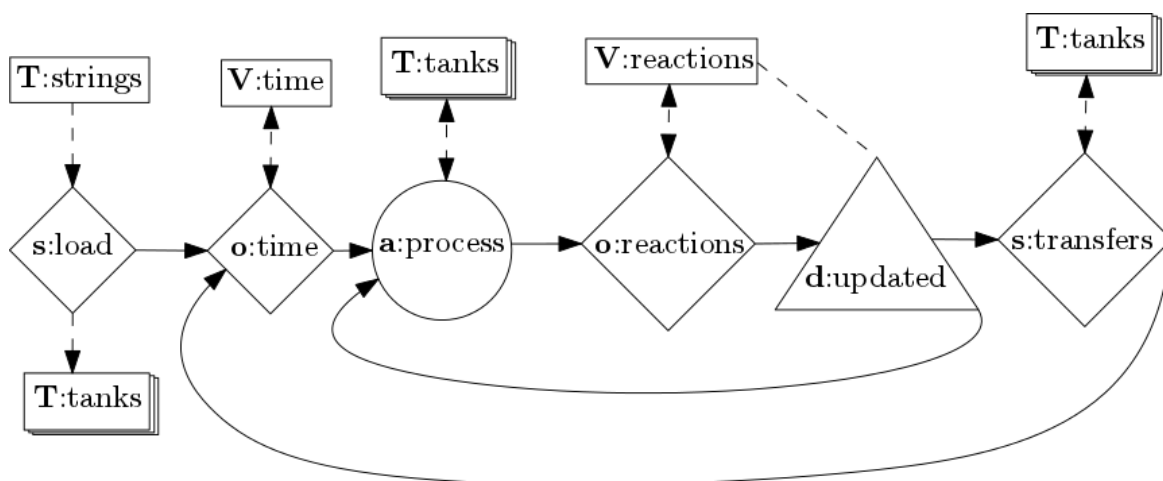 T:strings
V:time
T:tanks
V:reactions
T:tanks
s:load
o:time
a:process
o:reactions
d:updated
s:transfers
T:tanks